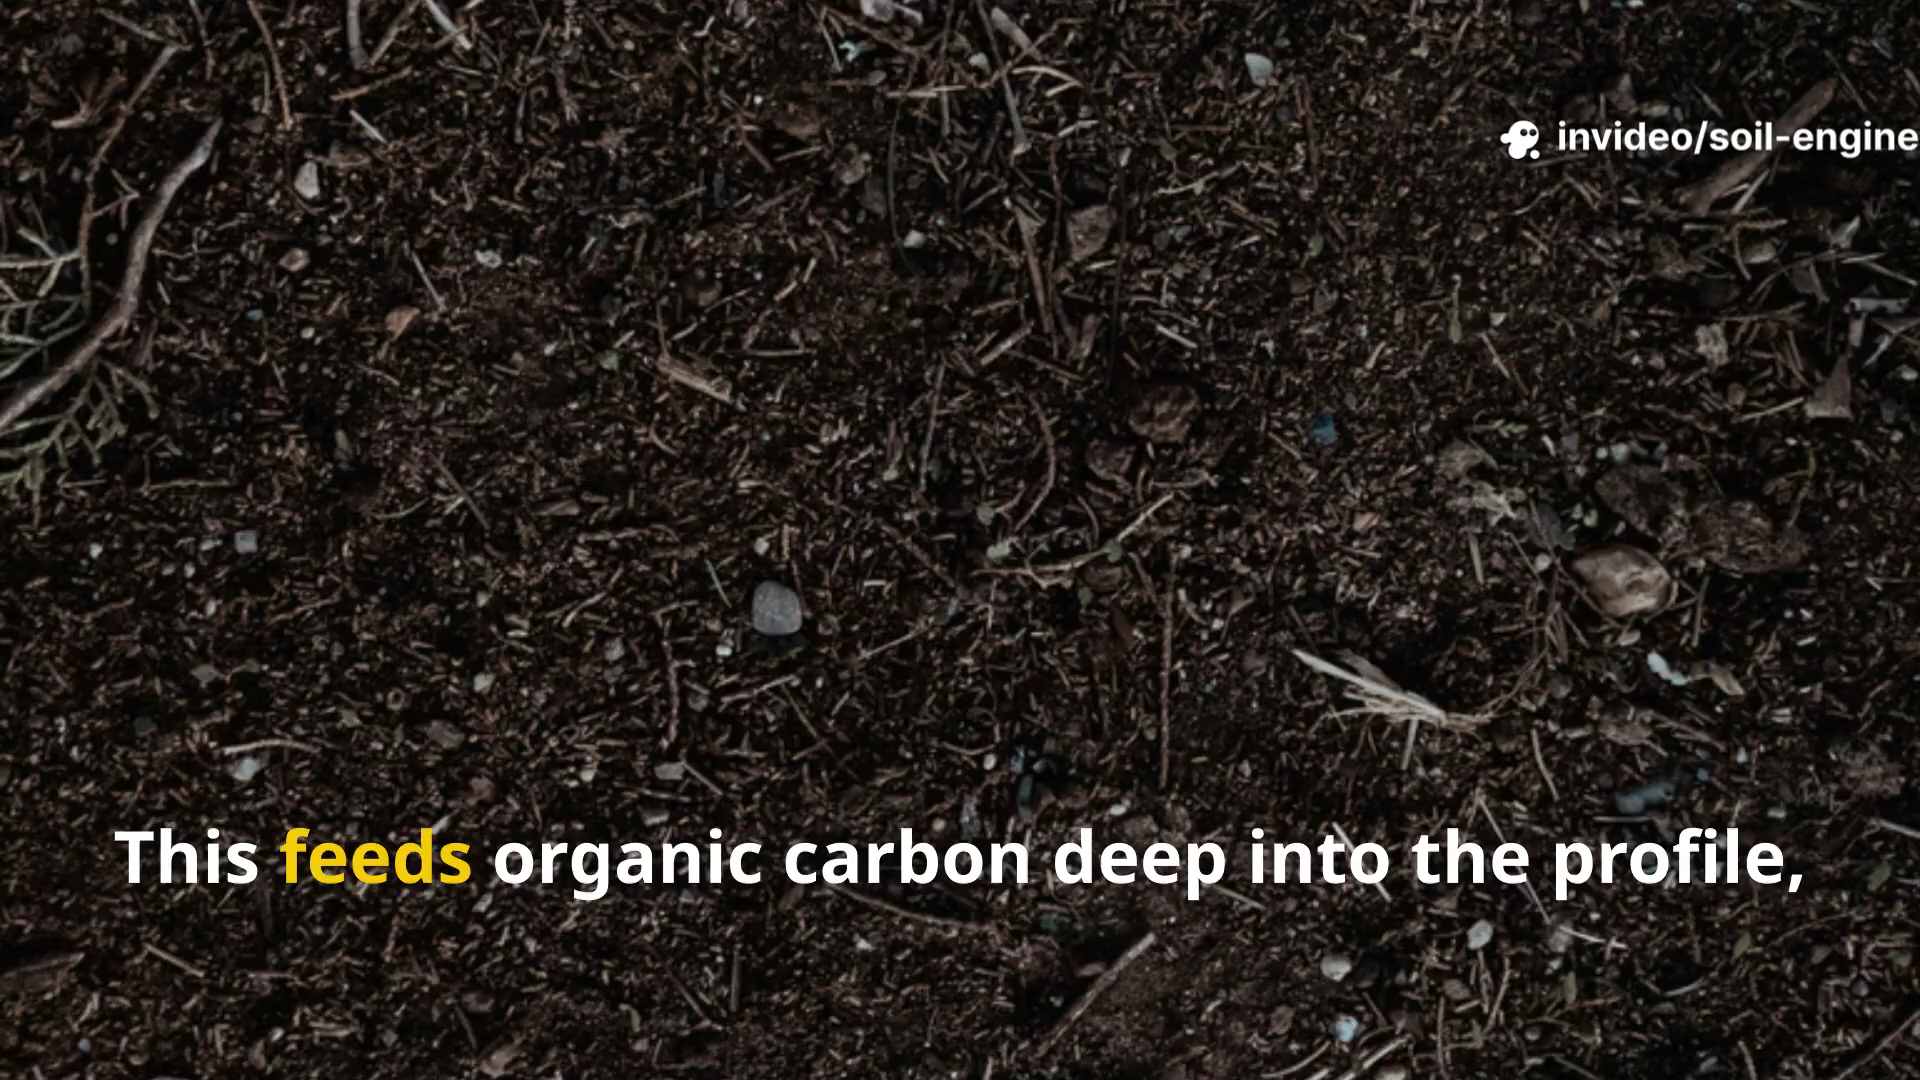 invideo/soil-engine
This feeds organic carbon deep into the profile,